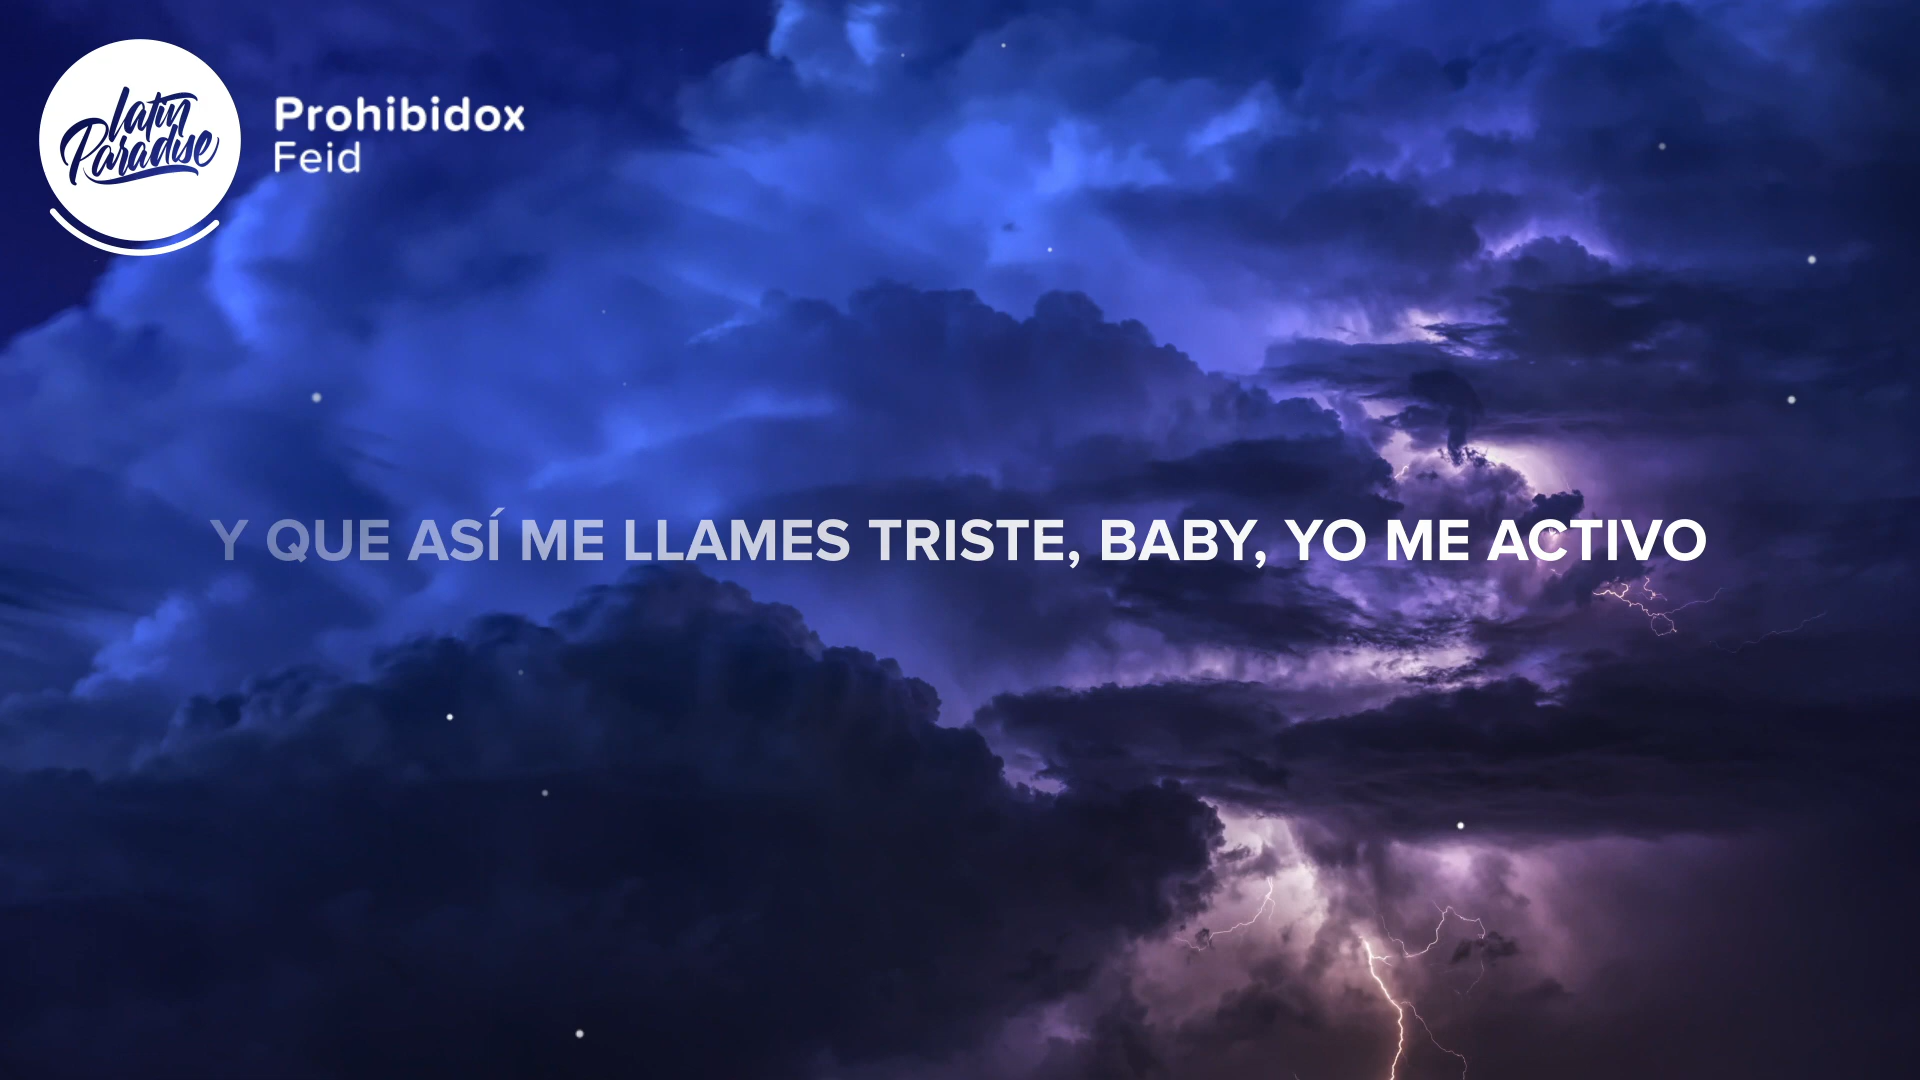 latin
Paradise
Prohibidox
Feid
Y QUE ASÍ ME LLAMES TRISTE, BABY, YO ME ACTIVO